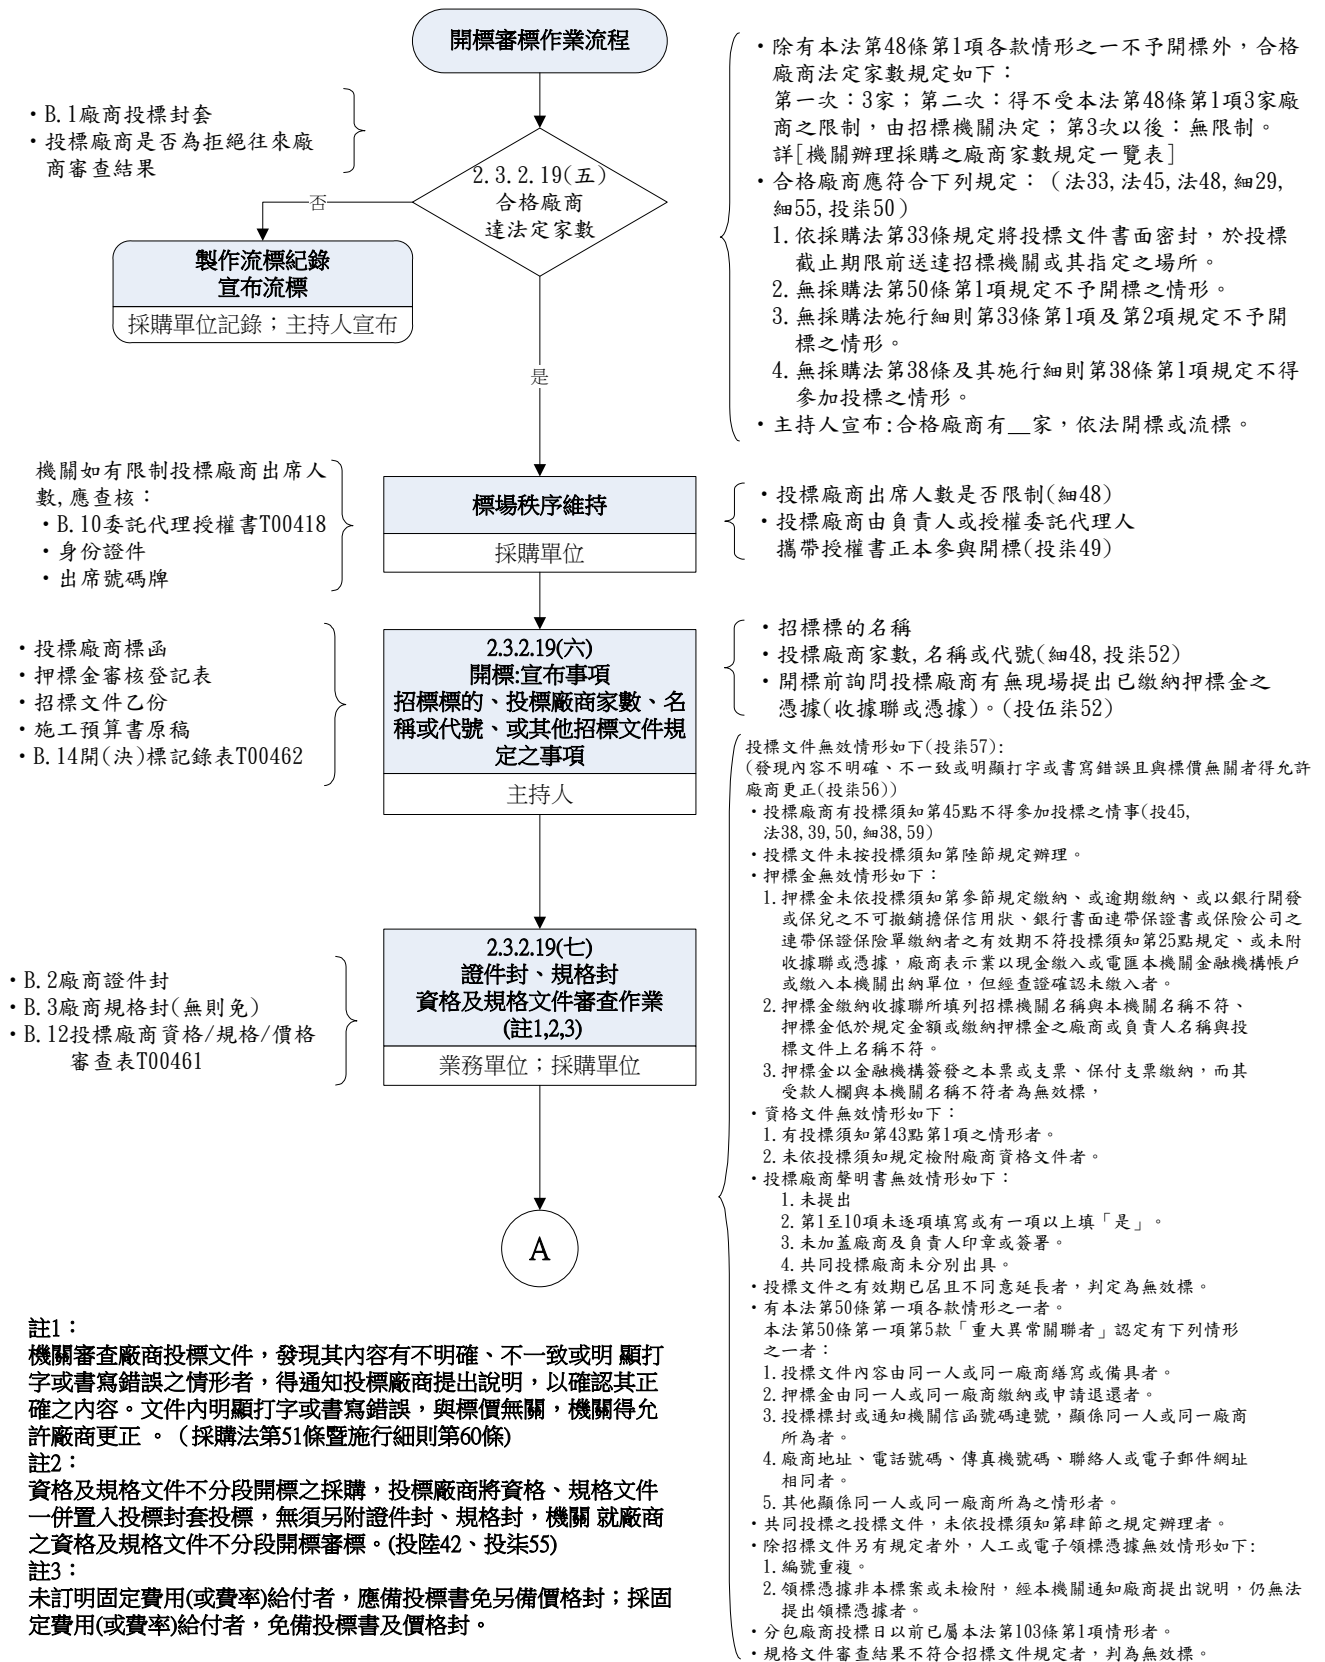 開標審標作業流程
・B.1廠商投標封套
・投標廠商是否為拒絕往來廠
商審查結果
2.3.2.19(五)
合格廠商
達法定家數
否
製作流標紀錄
宣布流標
採購單位記錄；主持人宣布
是
・除有本法第48條第1項各款情形之一不予開標外，合格
廠商法定家數規定如下：
第一次：3家；第二次：得不受本法第48條第1項3家廠
商之限制，由招標機關決定；第3次以後：無限制。
詳[機關辦理採購之廠商家數規定一覽表]
・合格廠商應符合下列規定：（法33,法45,法48,細29,
細55,投柒50）
1.依採購法第33條規定將投標文件書面密封，於投標
截止期限前送達招標機關或其指定之場所。
2.無採購法第50條第1項規定不予開標之情形。
3.無採購法施行細則第33條第1項及第2項規定不予開
標之情形。
4.無採購法第38條及其施行細則第38條第1項規定不得
參加投標之情形。
・主持人宣布:合格廠商有__家，依法開標或流標。
機關如有限制投標廠商出席人
數,應查核：
・B.10委託代理授權書T00418
・身份證件
・出席號碼牌
標場秩序維持
採購單位
・投標廠商出席人數是否限制(細48)
・投標廠商由負責人或授權委託代理人
攜帶授權書正本參與開標(投柒49)
・投標廠商標函
・押標金審核登記表
・招標文件乙份
・施工預算書原稿
・B.14開(決)標記錄表T00462
2.3.2.19(六)
開標:宣布事項
招標標的、投標廠商家數、名
稱或代號、或其他招標文件規
定之事項
主持人
・招標標的名稱
・投標廠商家數,名稱或代號(細48,投柒52)
・開標前詢問投標廠商有無現場提出已繳納押標金之
憑據(收據聯或憑據)。(投伍柒52)
・B.2廠商證件封
・B.3廠商規格封(無則免)
・B.12投標廠商資格/規格/價格
審查表T00461
2.3.2.19(七)
證件封、規格封
資格及規格文件審查作業
(註1,2,3)
業務單位；採購單位
A
投標文件無效情形如下(投柒57):
(發現內容不明確、不一致或明顯打字或書寫錯誤且與標價無關者得允許
廠商更正(投柒56))
・投標廠商有投標須知第45點不得參加投標之情事(投45,
法38,39,50,細38,59)
・投標文件未按投標須知第陸節規定辦理。
・押標金無效情形如下：
1.押標金未依投標須知第參節規定繳納、或逾期繳納、或以銀行開發
或保兌之不可撤銷擔保信用狀、銀行書面連帶保證書或保險公司之
連帶保證保險單繳納者之有效期不符投標須知第25點規定、或未附
收據聯或憑據，廠商表示業以現金繳入或電匯本機關金融機構帳戶
或繳入本機關出納單位，但經查證確認未繳入者。
2.押標金繳納收據聯所填列招標機關名稱與本機關名稱不符、
押標金低於規定金額或繳納押標金之廠商或負責人名稱與投
標文件上名稱不符。
3.押標金以金融機構簽發之本票或支票、保付支票繳納，而其
受款人欄與本機關名稱不符者為無效標，
・資格文件無效情形如下：
1.有投標須知第43點第1項之情形者。
2.未依投標須知規定檢附廠商資格文件者。
・投標廠商聲明書無效情形如下：
1.未提出
2.第1至10項未逐項填寫或有一項以上填「是」。
3.未加蓋廠商及負責人印章或簽署。
4.共同投標廠商未分別出具。
・投標文件之有效期已屆且不同意延長者，判定為無效標。
・有本法第50條第一項各款情形之一者。
本法第50條第一項第5款「重大異常關聯者」認定有下列情形
之一者：
1.投標文件內容由同一人或同一廠商繕寫或備具者。
2.押標金由同一人或同一廠商繳納或申請退還者。
3.投標標封或通知機關信函號碼連號，顯係同一人或同一廠商
所為者。
4.廠商地址、電話號碼、傳真機號碼、聯絡人或電子郵件網址
相同者。
5.其他顯係同一人或同一廠商所為之情形者。
・共同投標之投標文件，未依投標須知第肆節之規定辦理者。
・除招標文件另有規定者外，人工或電子領標憑據無效情形如下:
1.編號重複。
2.領標憑據非本標案或未檢附，經本機關通知廠商提出說明，仍無法
提出領標憑據者。
・分包廠商投標日以前已屬本法第103條第1項情形者。
・規格文件審查結果不符合招標文件規定者，判為無效標。
註1：
機關審查廠商投標文件，發現其內容有不明確、不一致或明 顯打
字或書寫錯誤之情形者，得通知投標廠商提出說明，以確認其正
確之內容。文件內明顯打字或書寫錯誤，與標價無關，機關得允
許廠商更正 。（採購法第51條暨施行細則第60條)
註2：
資格及規格文件不分段開標之採購，投標廠商將資格、規格文件
一併置入投標封套投標，無須另附證件封、規格封，機關 就廠商
之資格及規格文件不分段開標審標。(投陸42、投柒55)
註3：
未訂明固定費用(或費率)給付者，應備投標書免另備價格封；採固
定費用(或費率)給付者，免備投標書及價格封。